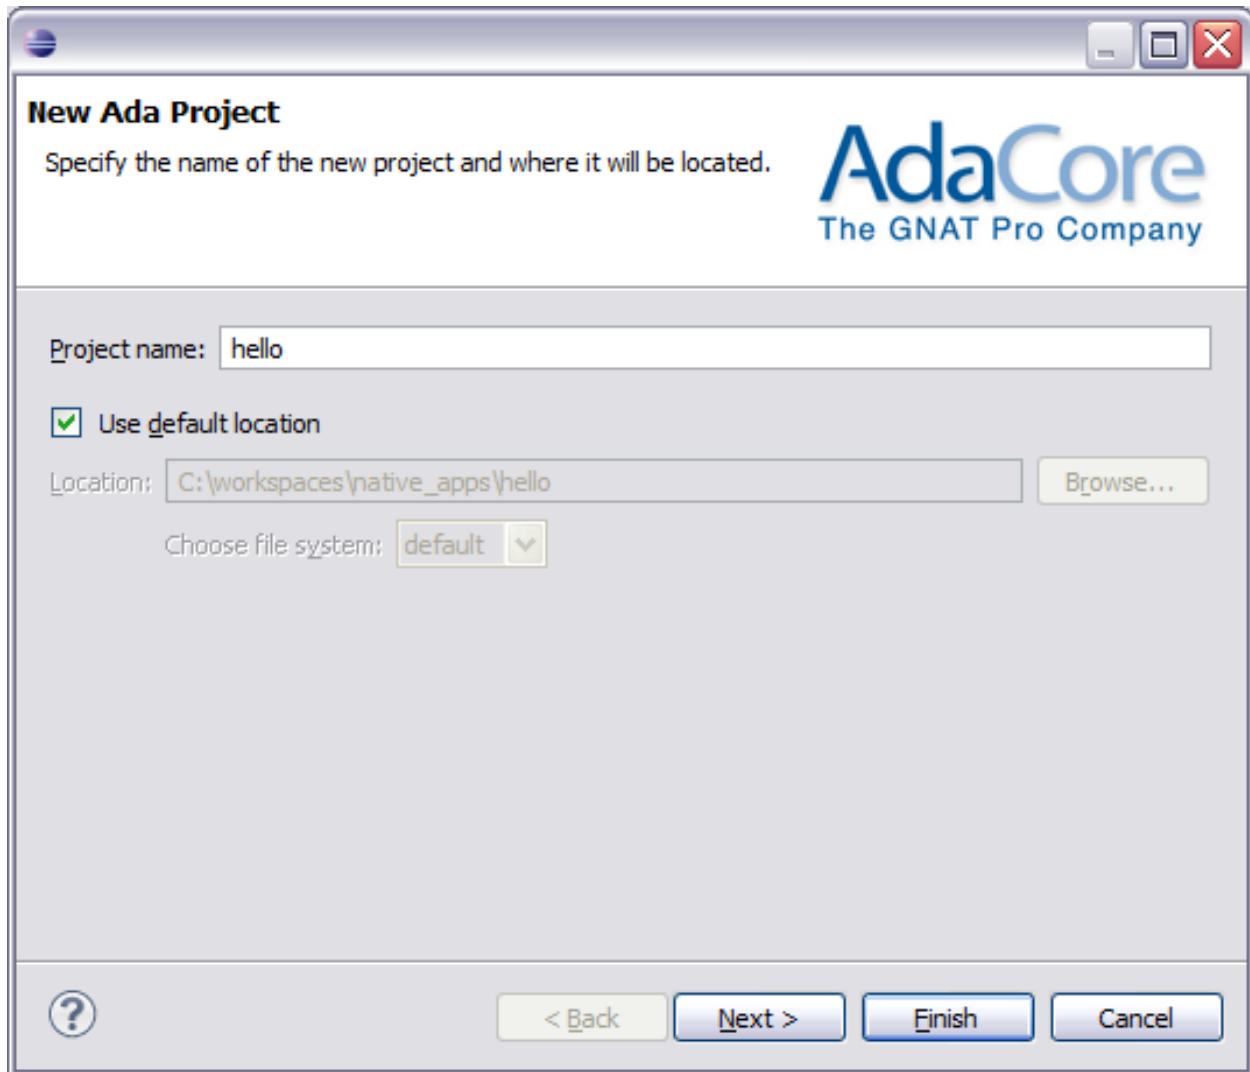 New Ada Project
Specify the name of the new project and where it will be located.
AdaCore
The GNAT Pro Company
Project name: hello
Use default location
Location: C:\workspaces\native_apps\hello Browse...
Choose file system: default
?
< Back Next > Finish Cancel